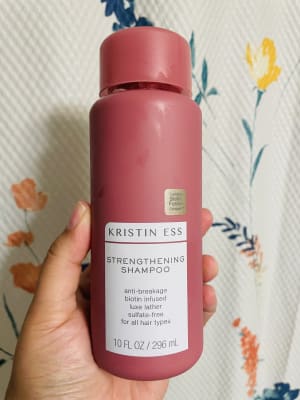 KRISTIN ESS
STRENGTHENING
SHAMPOO
anti-breakage
biotin infused
luxe lather
sulfate-free
for all hair types
10 FL OZ / 296 mL